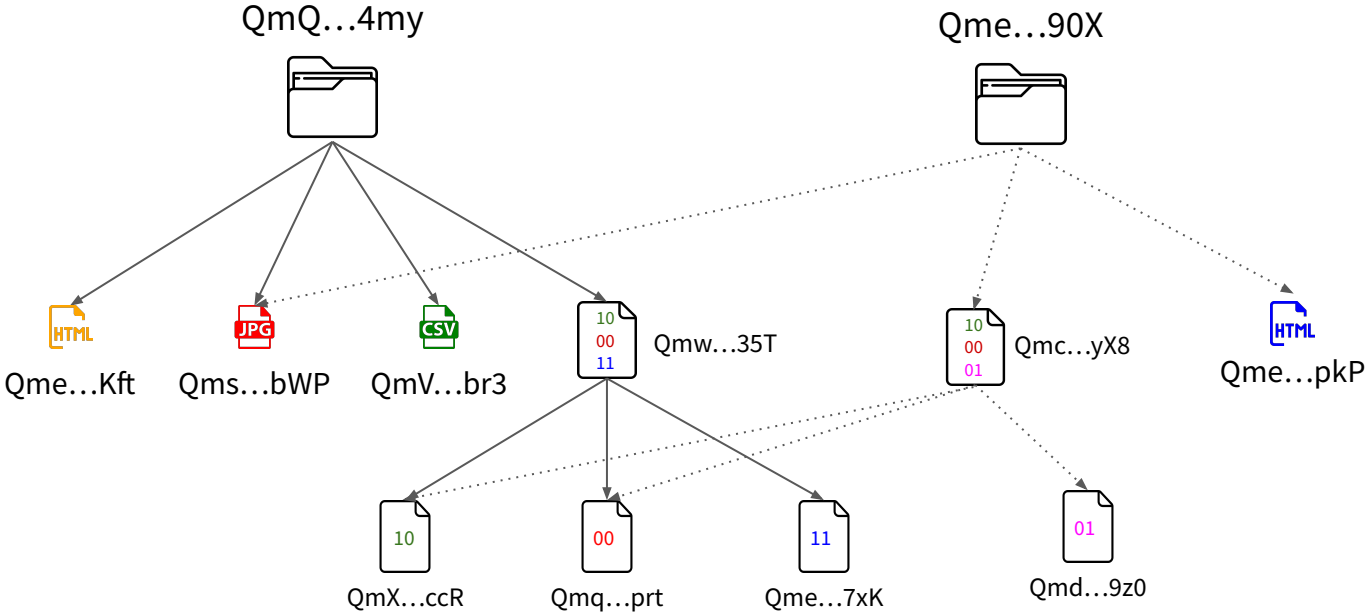 QmQ...4my
Qme...90X
HTML
JPG
CSV
10
00
11
Qmw...35T
10
00
01
Qmc...yX8
HTML
Qme...Kft
Qms...bWP
QmV...br3
Qme...pkP
10
00
11
01
QmX...ccR
Qmq...prt
Qme...7xK
Qmd...9z0